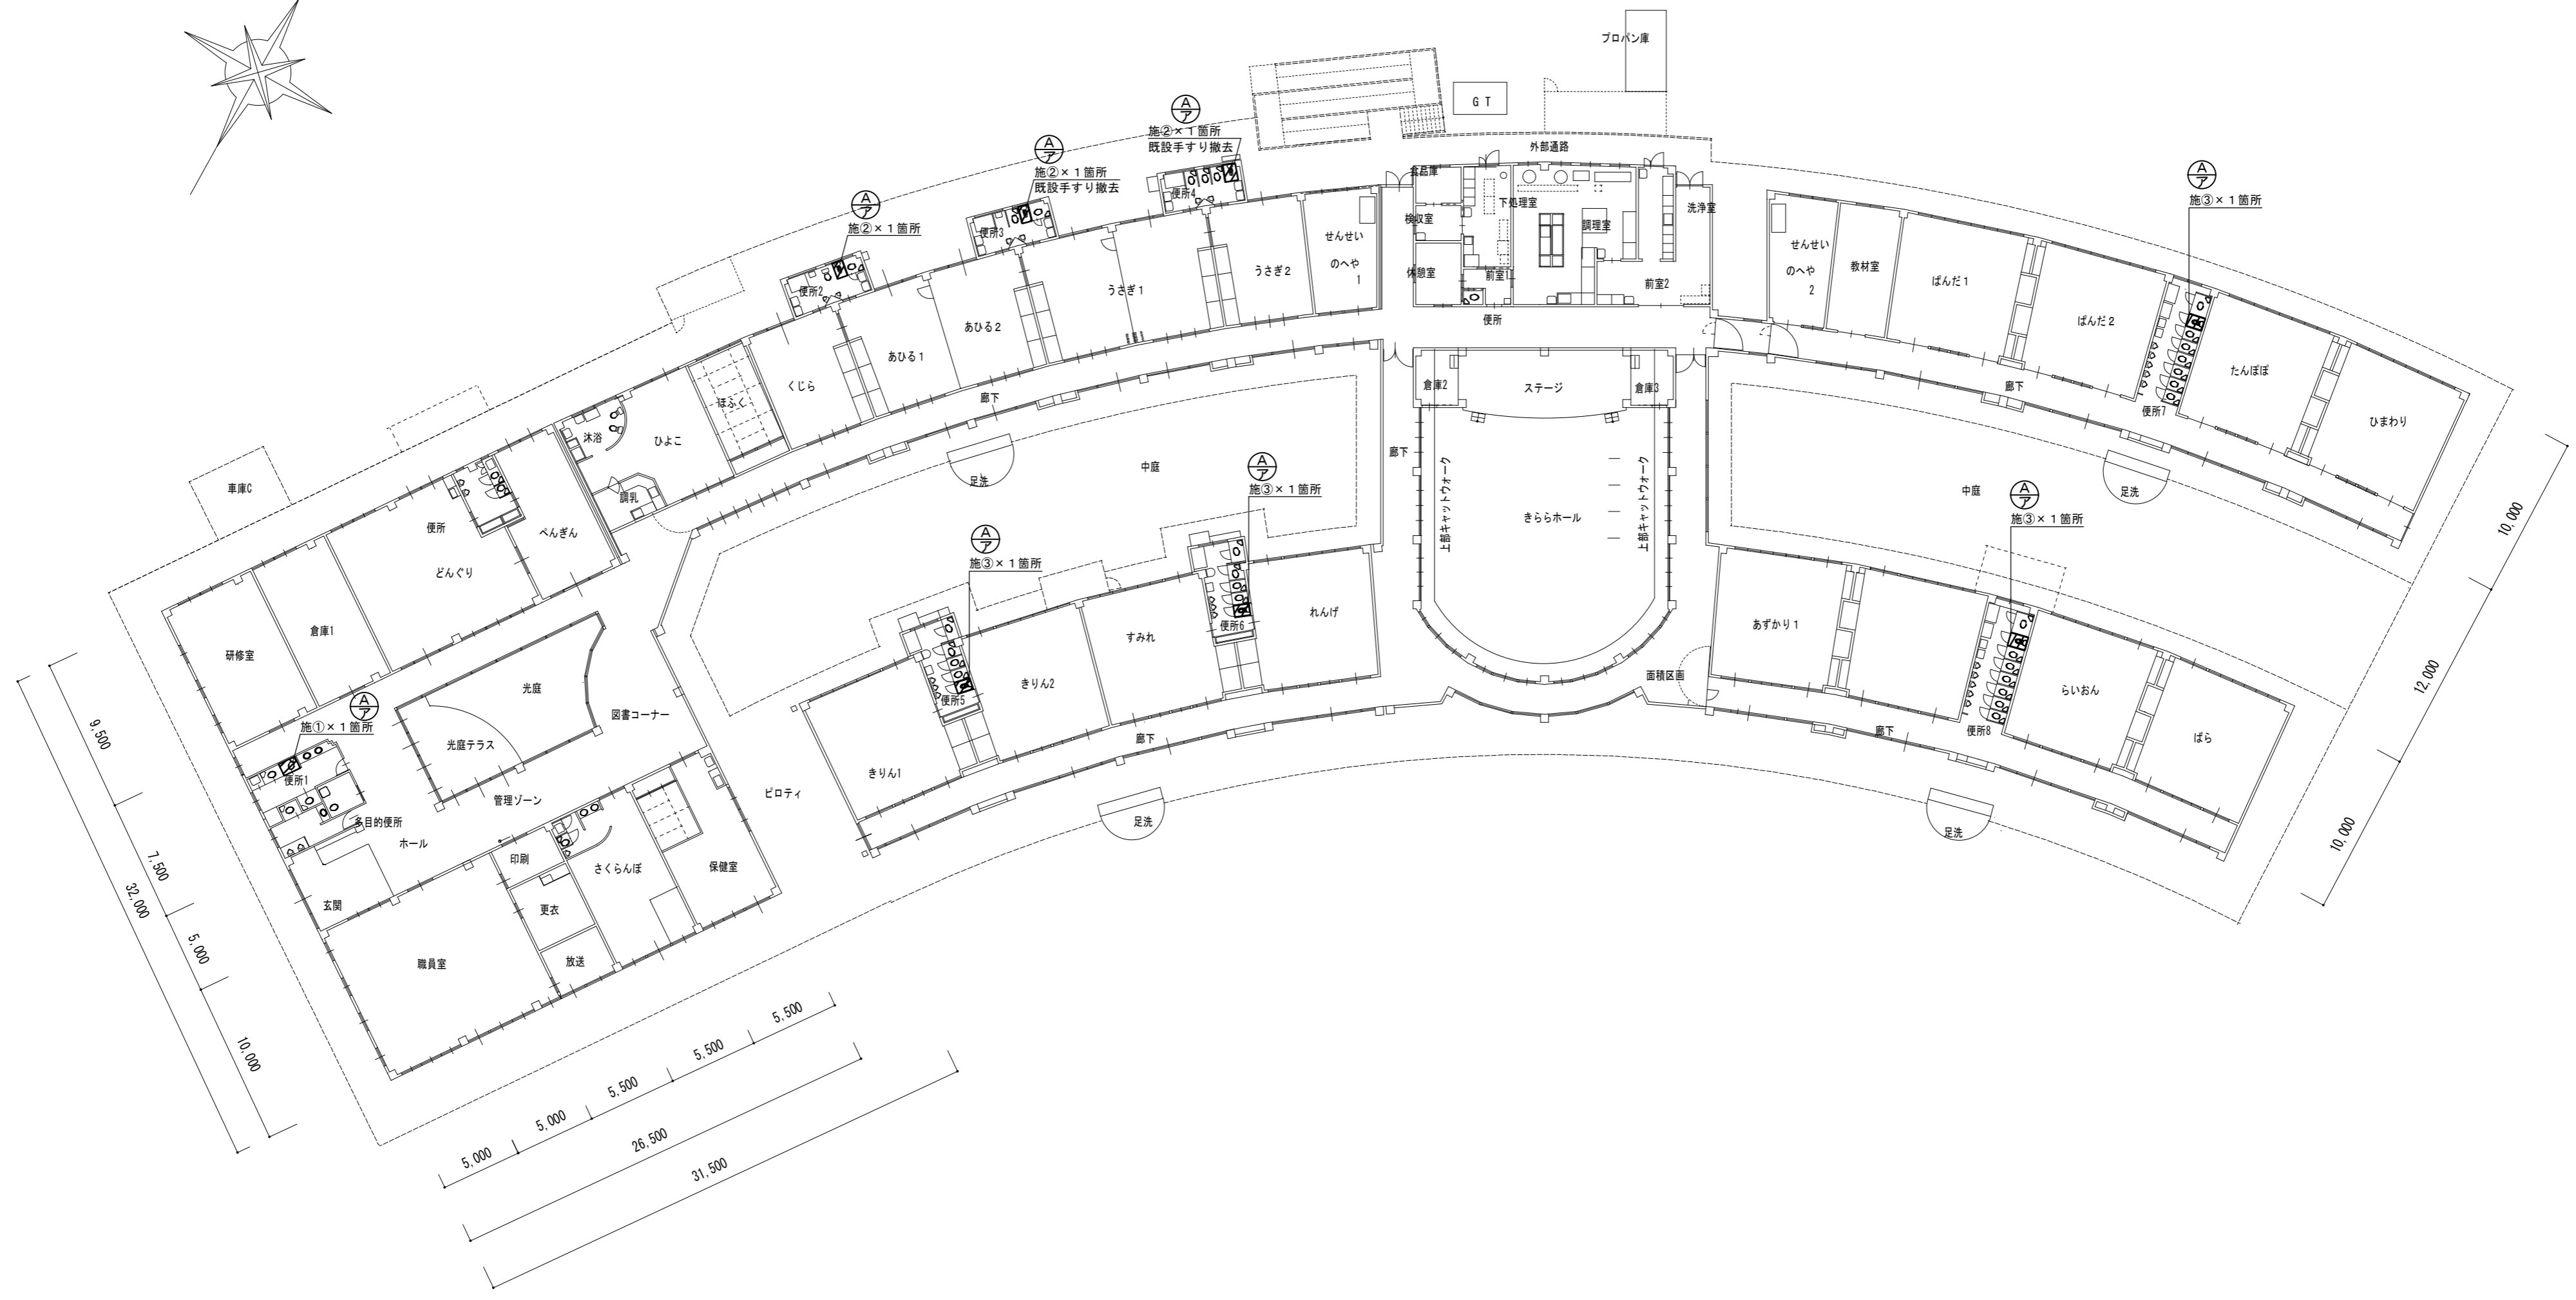 プロパン庫
G T
A
ア
施②×１箇所
既設手すり撤去
外部通路
A
ア
施②×１箇所
既設手すり撤去
A
ア
施②×１箇所
A
ア
施③×１箇所
便所4
便所3
便所2
食品庫
検収室
休憩室
下処理室
調理室
洗浄室
前室1
前室2
便所
せんせい
のへや
1
うさぎ２
うさぎ１
あひる２
あひる１
くじら
ほふく
ひよこ
沐浴
調乳
廊下
せんせい
のへや
2
教材室
ぱんだ１
ぱんだ２
便所7
たんぽぽ
ひまわり
廊下
倉庫2
ステージ
倉庫3
廊下
上部キャットウォーク
上部キャットウォーク
きららホール
中庭
足洗
中庭
足洗
車庫C
便所
ぺんぎん
どんぐり
倉庫1
研修室
A
ア
施③×１箇所
A
ア
施③×１箇所
A
ア
施③×１箇所
便所5
便所6
きりん1
きりん2
すみれ
れんげ
廊下
ピロティ
足洗
面積区画
あずかり１
便所8
らいおん
ばら
廊下
足洗
光庭
光庭テラス
図書コーナー
管理ゾーン
A
ア
施①×１箇所
便所1
多目的便所
ホール
玄関
印刷
更衣
放送
さくらんぼ
保健室
職員室
9,500
7,500
5,000
10,000
32,000
5,000
5,000
5,500
5,500
5,500
26,500
31,500
10,000
12,000
10,000